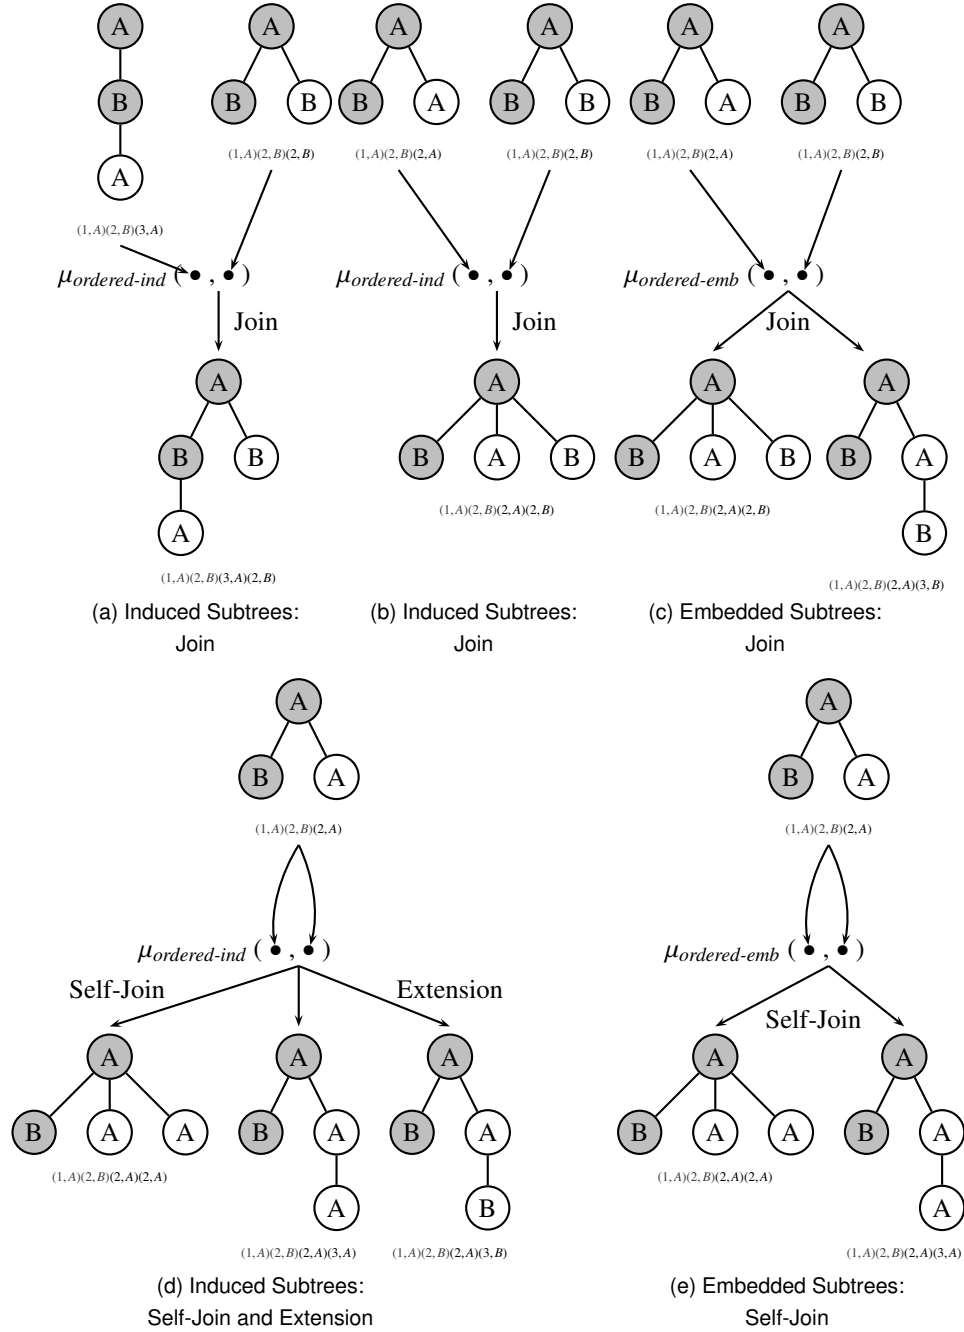 A A A A A A
B B B B A B B B A B B
A
(1,A)(2,B)(2,B) (1,A)(2,B)(2,A) (1,A)(2,B)(2,B) (1,A)(2,B)(2,A) (1,A)(2,B)(2,B)
(1,A)(2,B)(3,A)
μordered-ind (• , •) μordered-ind (• , •) μordered-emb (• , •)
Join Join Join
A A A A
B B B A B B A B B A
A B
(1,A)(2,B)(2,A)(2,B) (1,A)(2,B)(2,A)(2,B)
(1,A)(2,B)(3,A)(2,B) (1,A)(2,B)(2,A)(3,B)
(a) Induced Subtrees: (b) Induced Subtrees: (c) Embedded Subtrees:
Join Join Join
A A
B A B A
(1,A)(2,B)(2,A) (1,A)(2,B)(2,A)
μordered-ind (• , •) μordered-emb (• , •)
Self-Join Extension Self-Join
A A A A A
B A A B A B A B A A B A
(1,A)(2,B)(2,A)(2,A) (1,A)(2,B)(2,A)(2,A)
A B A
(1,A)(2,B)(2,A)(3,A) (1,A)(2,B)(2,A)(3,B) (1,A)(2,B)(2,A)(3,A)
(d) Induced Subtrees: (e) Embedded Subtrees:
Self-Join and Extension Self-Join